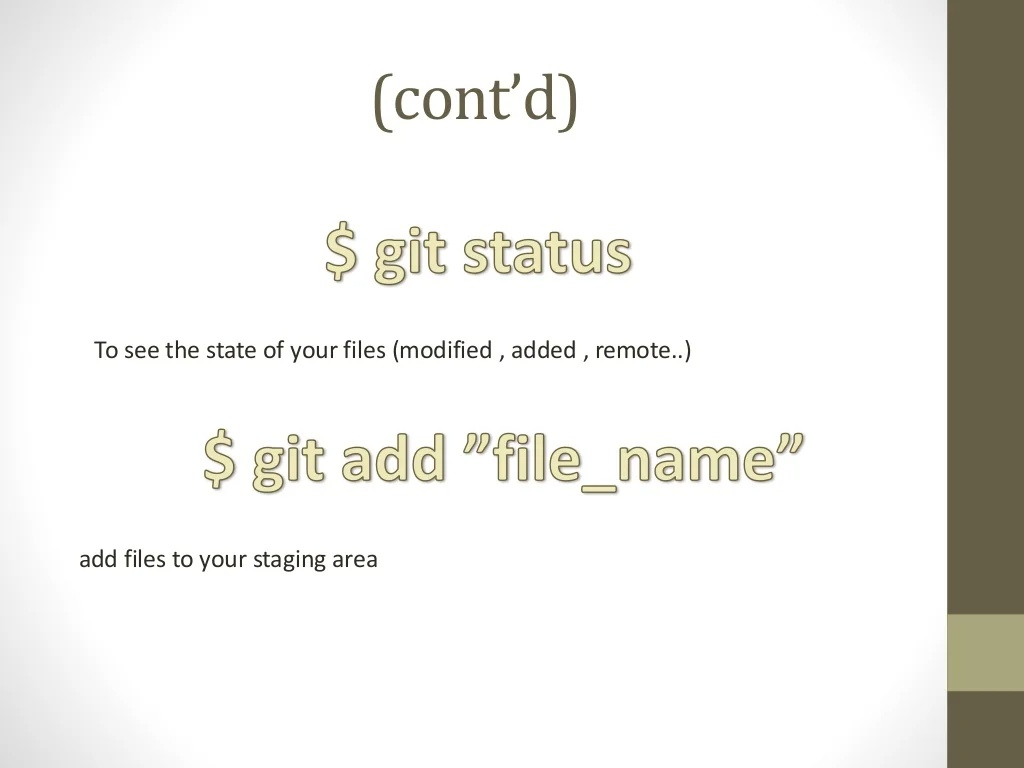 (cont’d)
$ git status
To see the state of your files (modified , added , remote..)
$ git add ”file_name”
add files to your staging area